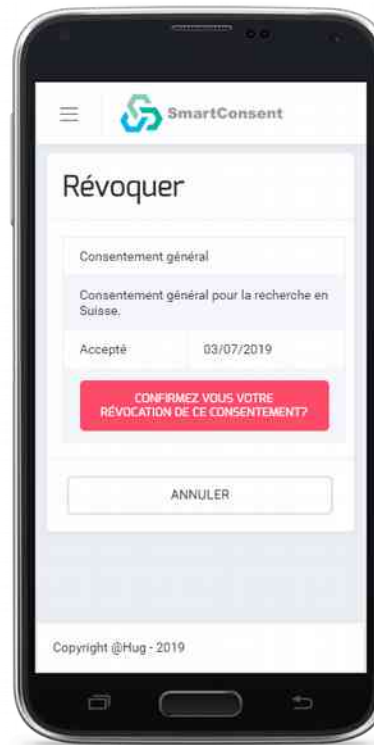 SmartConsent
Révoquer
Consentement général
Consentement général pour la recherche en
Suisse.
Accepté 03/07/2019
CONFIRMEZ VOUS VOTRE
RÉVOCATION DE CE CONSENTEMENT?
ANNULER
Copyright @Hug - 2019